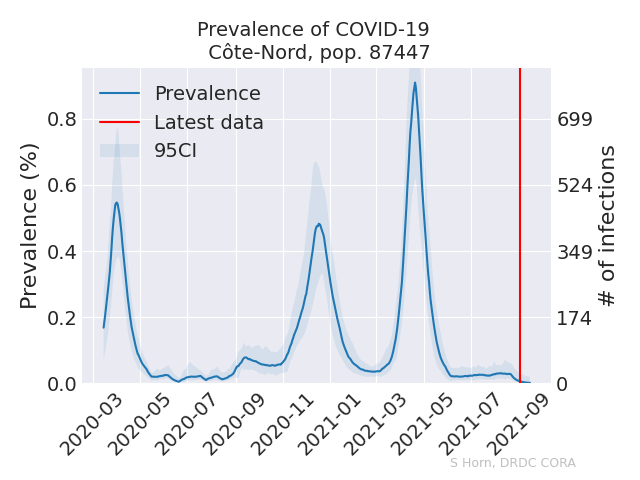 Prevalence of COVID-19
Côte-Nord, pop. 87447
Prevalence
Latest data
95CI
Prevalence (%)
0.8
0.6
0.4
0.2
0.0
699
524
349
174
0
# of infections
2020-03
2020-05
2020-07
2020-09
2020-11
2021-01
2021-03
2021-05
2021-07
2021-09
S Horn, DRDC CORA